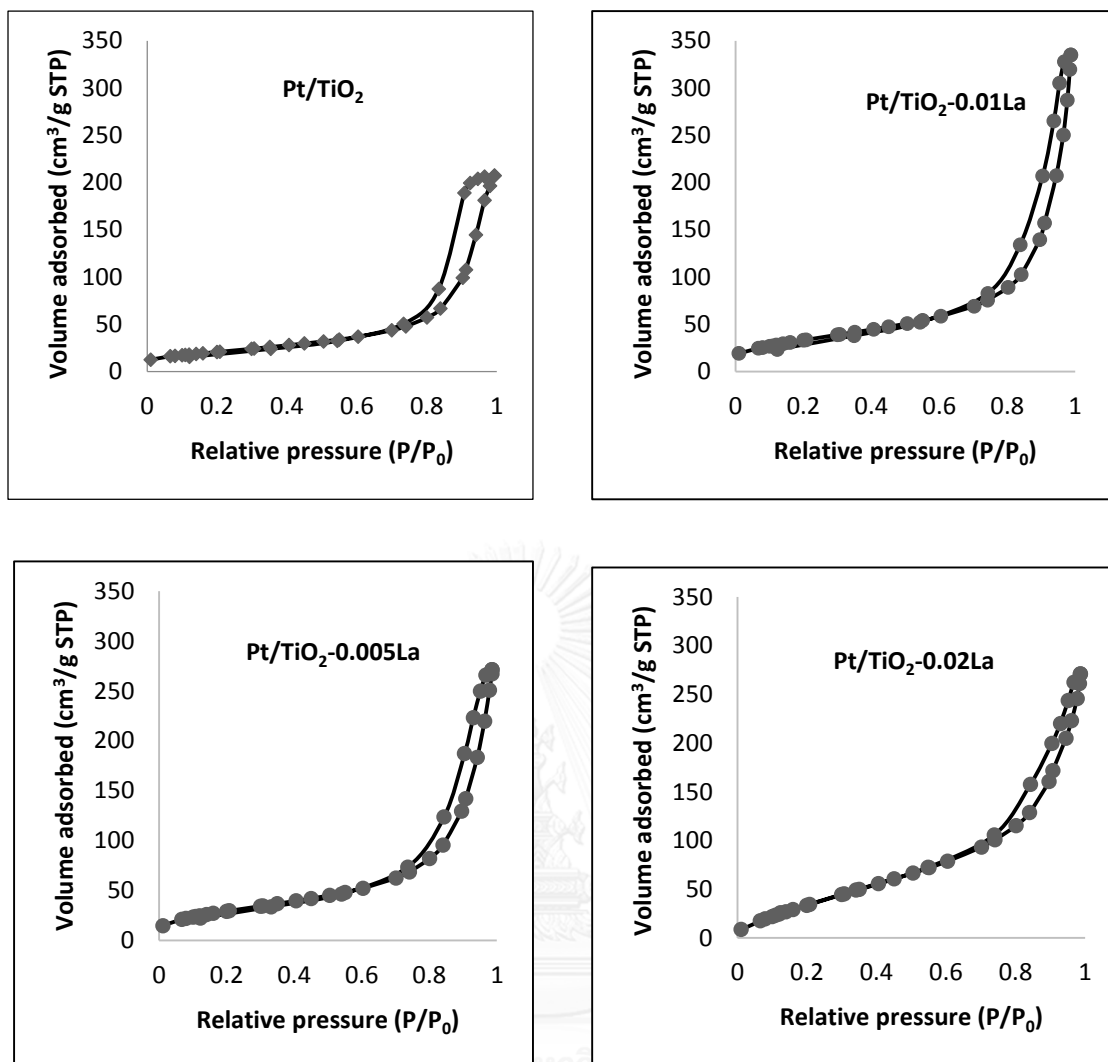 Pt/TiO₂
Volume adsorbed (cm³/g STP)
350
300
250
200
150
100
50
0
0 0.2 0.4 0.6 0.8 1
Relative pressure (P/P₀)
Pt/TiO₂-0.01La
Volume adsorbed (cm³/g STP)
350
300
250
200
150
100
50
0
0 0.2 0.4 0.6 0.8 1
Relative pressure (P/P₀)
Pt/TiO₂-0.005La
Volume adsorbed (cm³/g STP)
350
300
250
200
150
100
50
0
0 0.2 0.4 0.6 0.8 1
Relative pressure (P/P₀)
Pt/TiO₂-0.02La
Volume adsorbed (cm³/g STP)
350
300
250
200
150
100
50
0
0 0.2 0.4 0.6 0.8 1
Relative pressure (P/P₀)